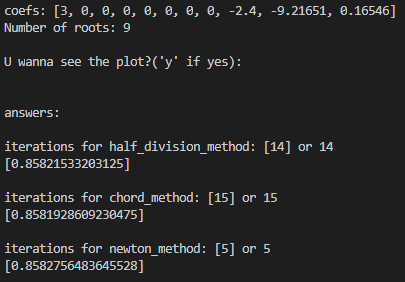 coefs: [3, 0, 0, 0, 0, 0, 0, 0, -2.4, -9.21651, 0.16546]
Number of roots: 9
U wanna see the plot?('y' if yes):
answers:
iterations for half_division_method: [14] or 14
[0.85821533203125]
iterations for chord_method: [15] or 15
[0.8581928609230475]
iterations for newton_method: [5] or 5
[0.8582756483645528]